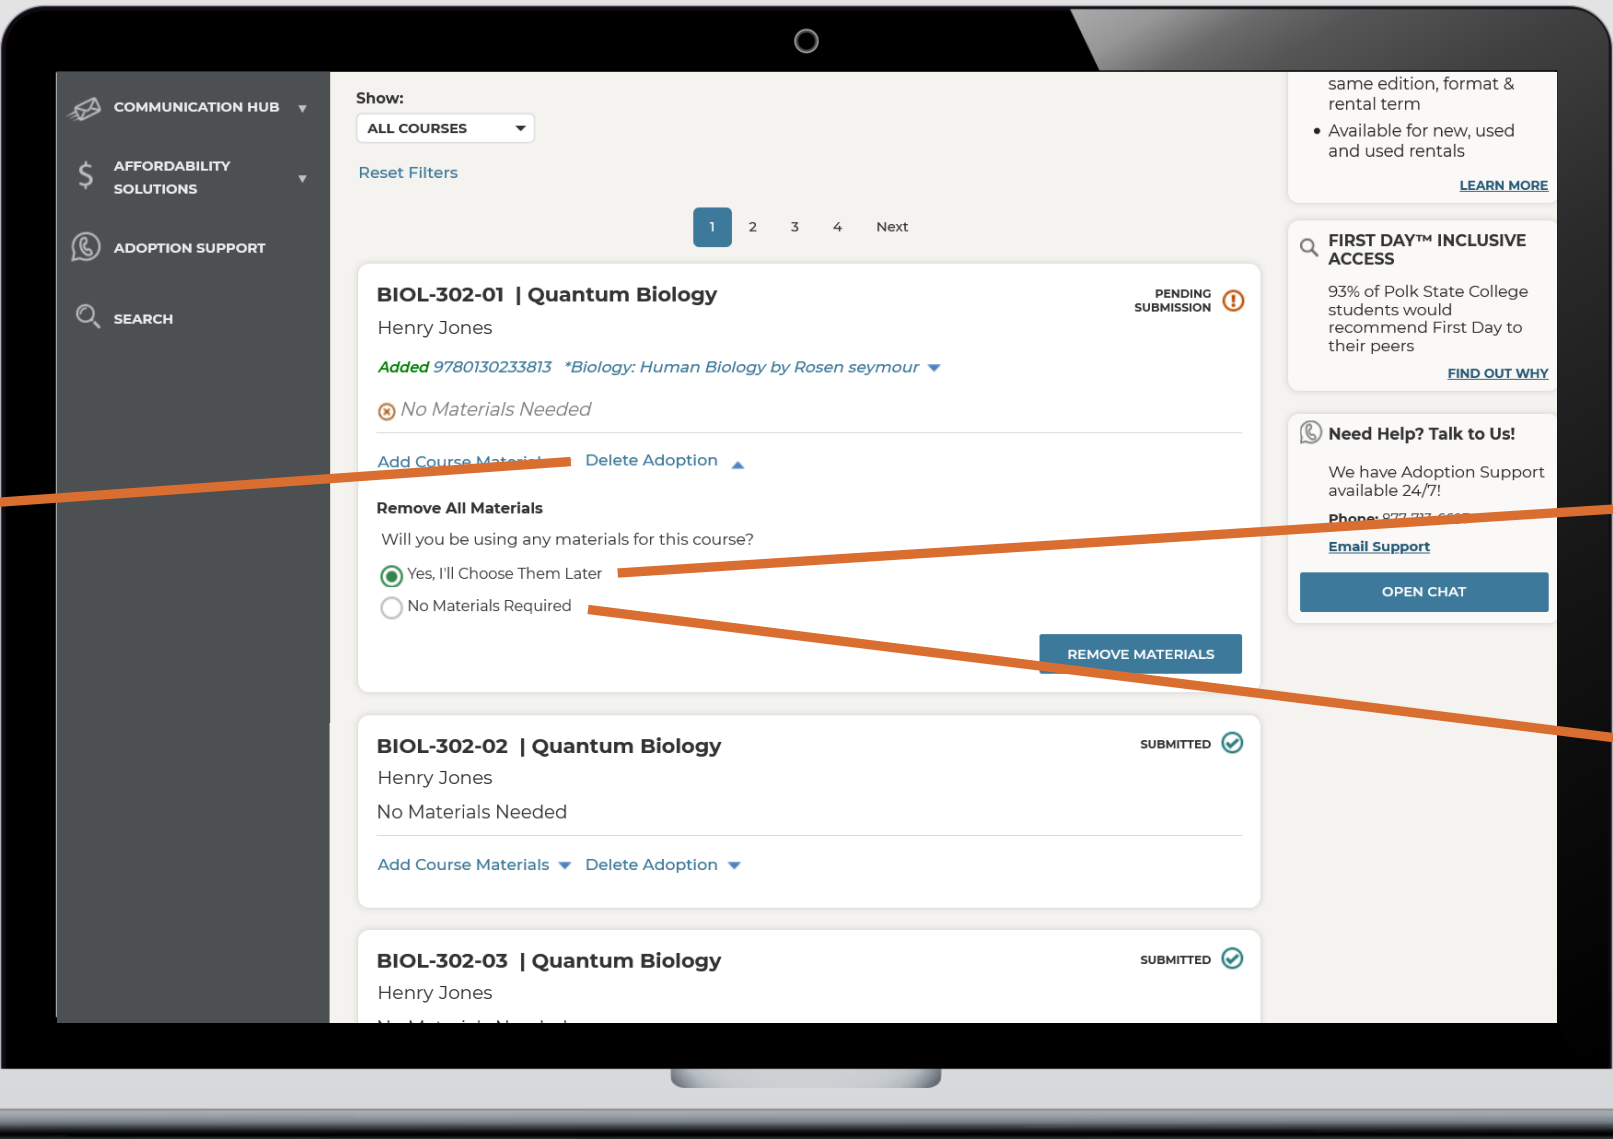 COMMUNICATION HUB
AFFORDABILITY
SOLUTIONS
ADOPTION SUPPORT
SEARCH
Show:
ALL COURSES
Reset Filters
1 2 3 4 Next
BIOL-302-01 | Quantum Biology
PENDING
SUBMISSION
Henry Jones
Added 9780130233813 *Biology: Human Biology by Rosen seymour
No Materials Needed
Add Course Materials Delete Adoption
Remove All Materials
Will you be using any materials for this course?
Yes, I'll Choose Them Later
No Materials Required
REMOVE MATERIALS
BIOL-302-02 | Quantum Biology
SUBMITTED
Henry Jones
No Materials Needed
Add Course Materials Delete Adoption
BIOL-302-03 | Quantum Biology
SUBMITTED
Henry Jones
same edition, format &
rental term
• Available for new, used
and used rentals
LEARN MORE
FIRST DAY™ INCLUSIVE
ACCESS
93% of Polk State College
students would
recommend First Day to
their peers
FIND OUT WHY
Need Help? Talk to Us!
We have Adoption Support
available 24/7!
Phone:
Email Support
OPEN CHAT